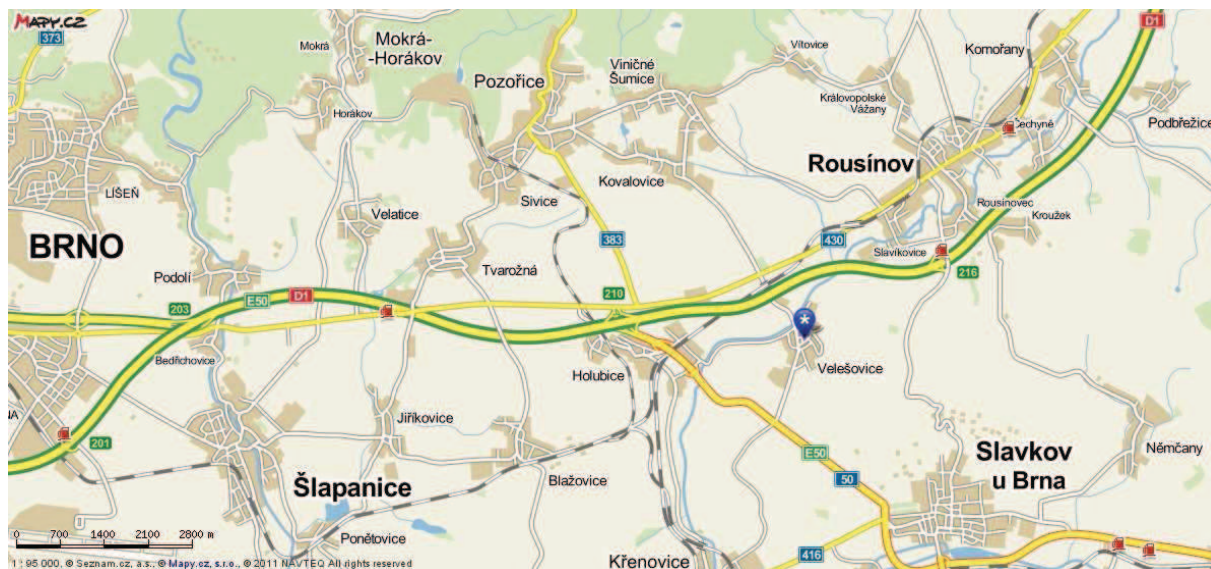 MAPY.CZ
373
Mokrá
Mokrá-
-Horákov
Horákov
Pozořice
Viničné
Šumice
Vítovice
Komořany
D1
Královopolské
Vážany
Čechyně
Podbřežice
LÍŠEŇ
Rousínov
Kovalovice
Sivice
Velatice
Rousínovec
Kroužek
BRNO
383
430
Slavíkovice
Podolí
Tvarožná
216
203
E50
D1
210
Bedřichovice
Holubice
Velešovice
Jiříkovice
201
E50
Slavkov
u Brna
Němčany
Šlapanice
Blažovice
50
Ponětovice
Křenovice
416
0 700 1400 2100 2800 m
1 : 95 000, © Seznam.cz, a.s., © Mapy.cz, s.r.o., © 2011 NAVTEQ All rights reserved